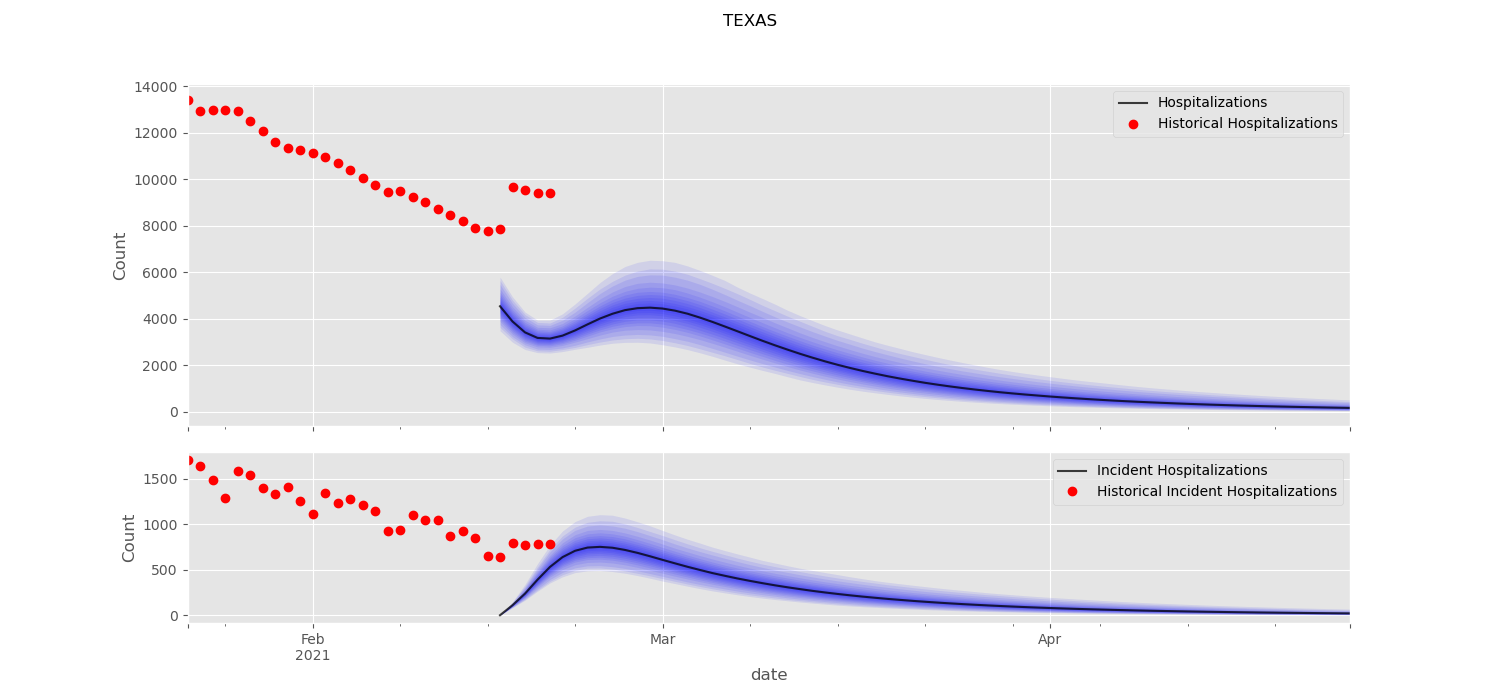 TEXAS
14000
12000
10000
8000
6000
4000
2000
0
Count
Hospitalizations
Historical Hospitalizations
1500
1000
500
0
Count
Incident Hospitalizations
Historical Incident Hospitalizations
Feb
2021
Mar
Apr
date